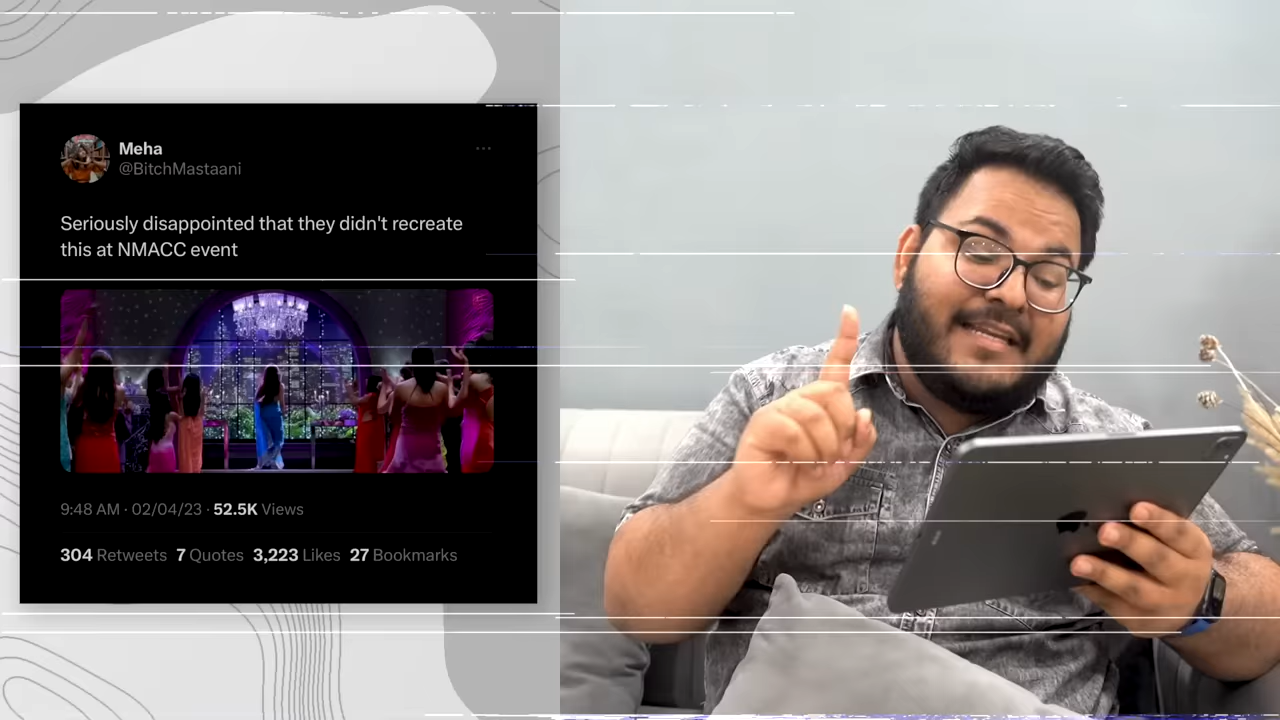 Meha
@BitchMastaani
Seriously disappointed that they didn't recreate
this at NMACC event
9:48 AM · 02/04/23 · 52.5K Views
304 Retweets 7 Quotes 3,223 Likes 27 Bookmarks